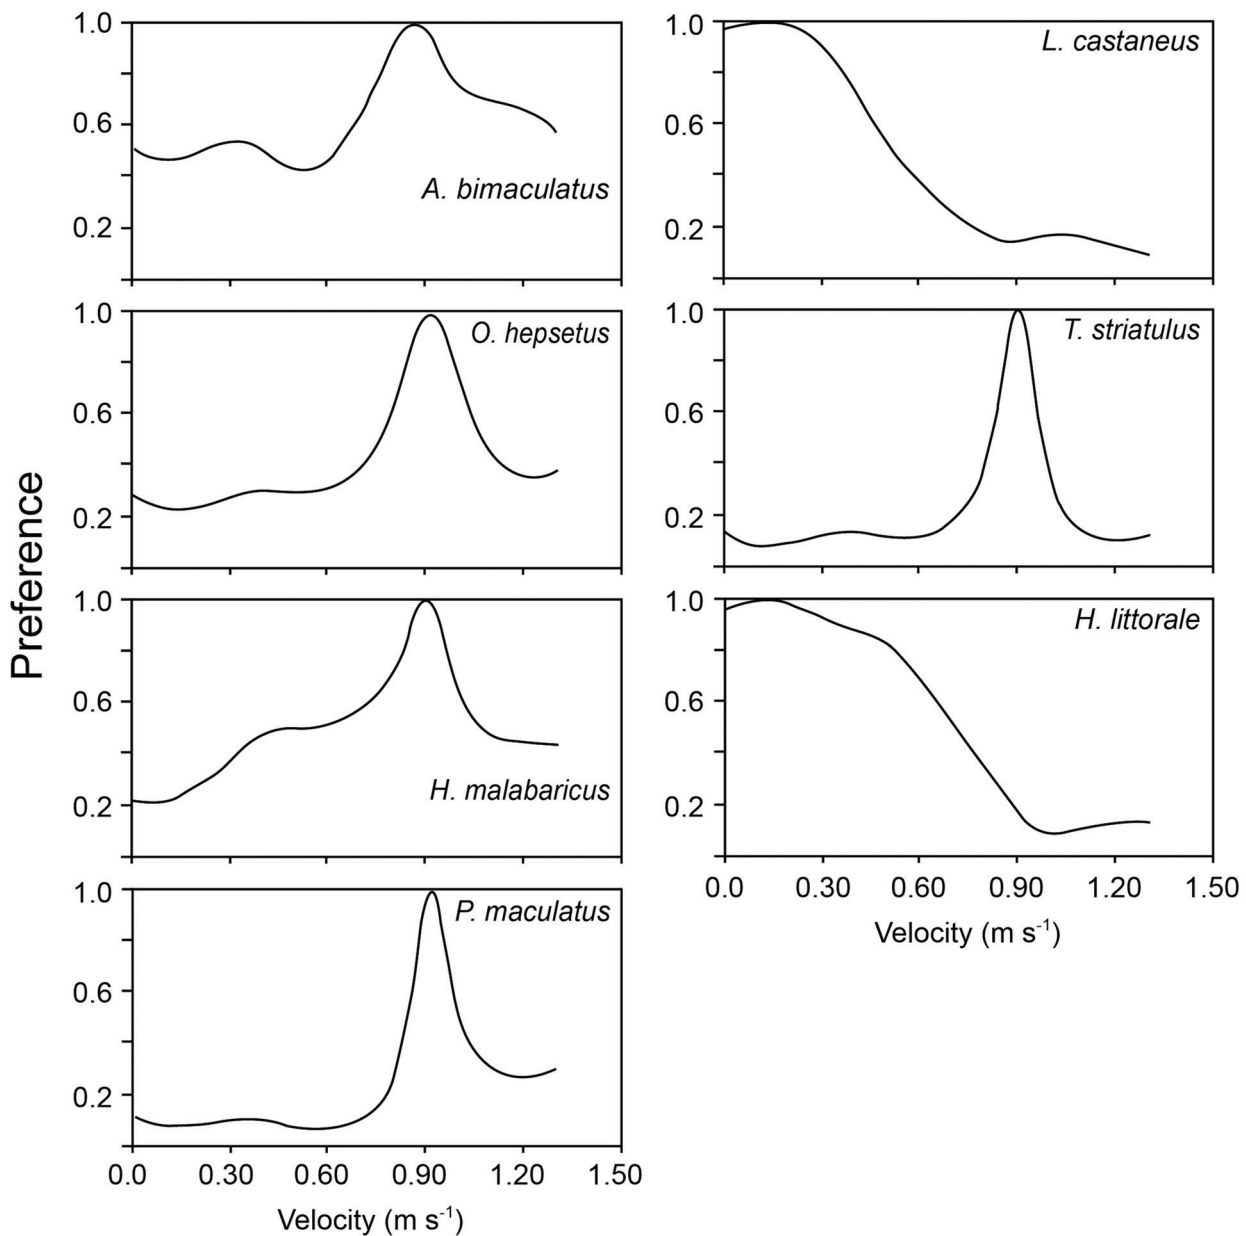 Preference
1.0
0.6
0.2
A. bimaculatus
1.0
0.6
0.2
O. hepsetus
1.0
0.6
0.2
H. malabaricus
1.0
0.6
0.2
P. maculatus
0.0 0.30 0.60 0.90 1.20 1.50
Velocity (m s⁻¹)
1.0
0.6
0.2
L. castaneus
1.0
0.6
0.2
T. striatulus
1.0
0.6
0.2
H. littorale
0.0 0.30 0.60 0.90 1.20 1.50
Velocity (m s⁻¹)